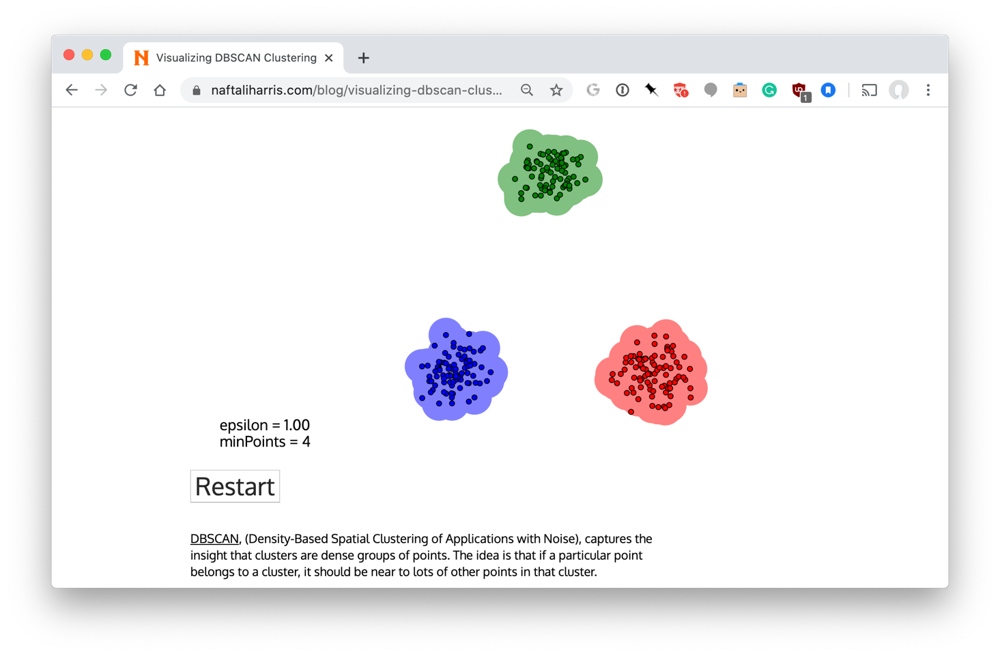 N Visualizing DBSCAN Clustering
naftaliharris.com/blog/visualizing-dbscan-clus...
1
epsilon = 1.00
minPoints = 4
Restart
DBSCAN, (Density-Based Spatial Clustering of Applications with Noise), captures the
insight that clusters are dense groups of points. The idea is that if a particular point
belongs to a cluster, it should be near to lots of other points in that cluster.